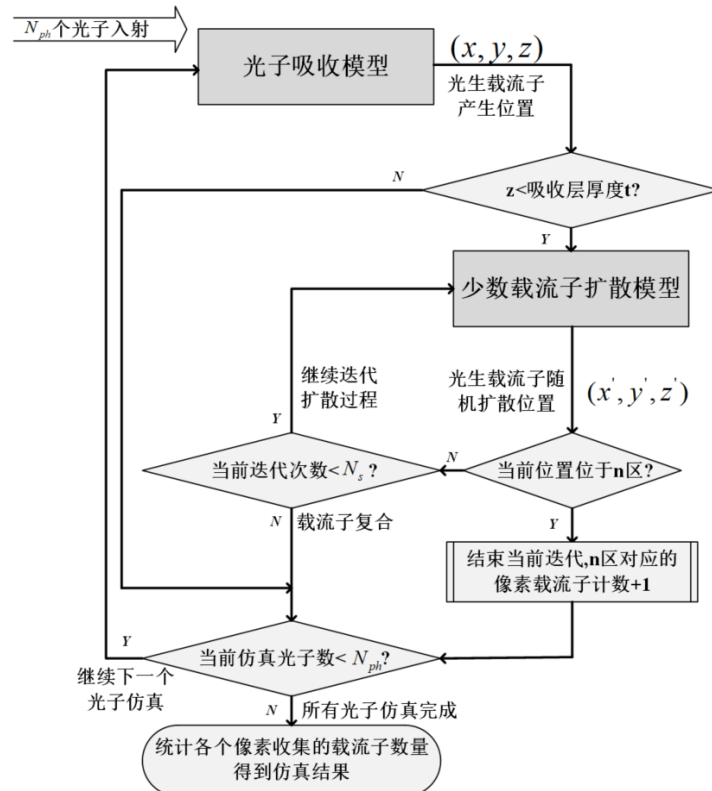 N_ph个光子入射
光子吸收模型
(x, y, z)
光生载流子
产生位置
N
z<吸收层厚度t?
Y
少数载流子扩散模型
继续迭代
扩散过程
光生载流子随
机扩散位置
(x', y', z')
Y
当前迭代次数< N_s ?
N
当前位置位于n区?
N
载流子复合
Y
结束当前迭代,n区对应的
像素载流子计数+1
Y
当前仿真光子数< N_ph?
继续下一个
光子仿真
N
所有光子仿真完成
统计各个像素收集的载流子数量
得到仿真结果